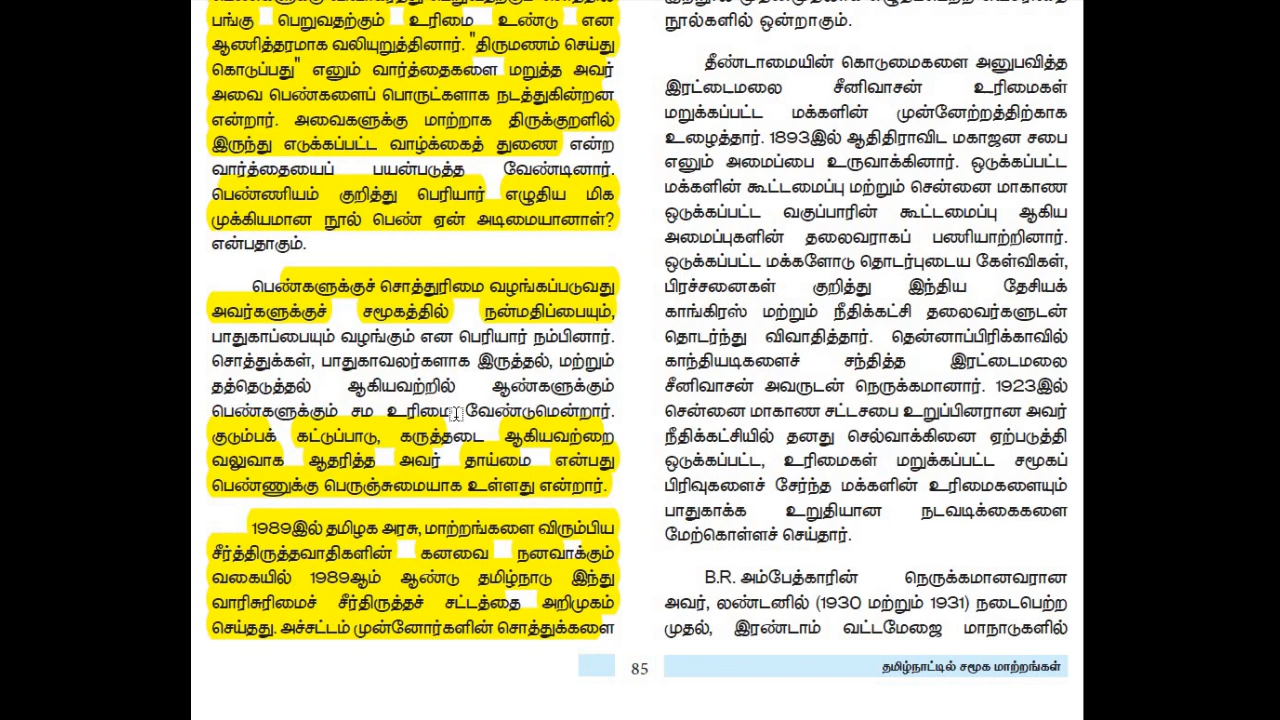 பங்கு பெறுவதற்கும் உரிமை உண்டு என
ஆணித்தரமாக வலியுறுத்தினார். "திருமணம் செய்து
கொடுப்பது" எனும் வார்த்தைகளை மறுத்த அவர்
அவை பெண்களைப் பொருட்களாக நடத்துகின்றன
என்றார். அவைகளுக்கு மாற்றாக திருக்குறளில்
இருந்து எடுக்கப்பட்ட வாழ்க்கைத் துணை என்ற
வார்த்தையைப் பயன்படுத்த வேண்டினார்.
பெண்ணியம் குறித்து பெரியார் எழுதிய மிக
முக்கியமான நூல் பெண் ஏன் அடிமையானாள்?
என்பதாகும்.
பெண்களுக்குச் சொத்துரிமை வழங்கப்படுவது
அவர்களுக்குச் சமூகத்தில் நன்மதிப்பையும்,
பாதுகாப்பையும் வழங்கும் என பெரியார் நம்பினார்.
சொத்துக்கள், பாதுகாவலர்களாக இருத்தல், மற்றும்
தத்தெடுத்தல் ஆகியவற்றில் ஆண்களுக்கும்
பெண்களுக்கும் சம உரிமை வேண்டுமென்றார்.
குடும்பக் கட்டுப்பாடு, கருத்தடை ஆகியவற்றை
வலுவாக ஆதரித்த அவர் தாய்மை என்பது
பெண்ணுக்கு பெருஞ்சுமையாக உள்ளது என்றார்.
1989இல் தமிழக அரசு, மாற்றங்களை விரும்பிய
சீர்த்திருத்தவாதிகளின் கனவை நனவாக்கும்
வகையில் 1989ஆம் ஆண்டு தமிழ்நாடு இந்து
வாரிசுரிமைச் சீர்திருத்தச் சட்டத்தை அறிமுகம்
செய்தது. அச்சட்டம் முன்னோர்களின் சொத்துக்களை
நூல்களில் ஒன்றாகும்.
தீண்டாமையின் கொடுமைகளை அனுபவித்த
இரட்டைமலை சீனிவாசன் உரிமைகள்
மறுக்கப்பட்ட மக்களின் முன்னேற்றத்திற்காக
உழைத்தார். 1893இல் ஆதிதிராவிட மகாஜன சபை
எனும் அமைப்பை உருவாக்கினார். ஒடுக்கப்பட்ட
மக்களின் கூட்டமைப்பு மற்றும் சென்னை மாகாண
ஒடுக்கப்பட்ட வகுப்பாரின் கூட்டமைப்பு ஆகிய
அமைப்புகளின் தலைவராகப் பணியாற்றினார்.
ஒடுக்கப்பட்ட மக்களோடு தொடர்புடைய கேள்விகள்,
பிரச்சனைகள் குறித்து இந்திய தேசியக்
காங்கிரஸ் மற்றும் நீதிக்கட்சி தலைவர்களுடன்
தொடர்ந்து விவாதித்தார். தென்னாப்பிரிக்காவில்
காந்தியடிகளைச் சந்தித்த இரட்டைமலை
சீனிவாசன் அவருடன் நெருக்கமானார். 1923இல்
சென்னை மாகாண சட்டசபை உறுப்பினரான அவர்
நீதிக்கட்சியில் தனது செல்வாக்கினை ஏற்படுத்தி
ஒடுக்கப்பட்ட, உரிமைகள் மறுக்கப்பட்ட சமூகப்
பிரிவுகளைச் சேர்ந்த மக்களின் உரிமைகளையும்
பாதுகாக்க உறுதியான நடவடிக்கைகளை
மேற்கொள்ளச் செய்தார்.
B.R. அம்பேத்காரின் நெருக்கமானவரான
அவர், லண்டனில் (1930 மற்றும் 1931) நடைபெற்ற
முதல், இரண்டாம் வட்டமேஜை மாநாடுகளில்
85 தமிழ்நாட்டில் சமூக மாற்றங்கள்